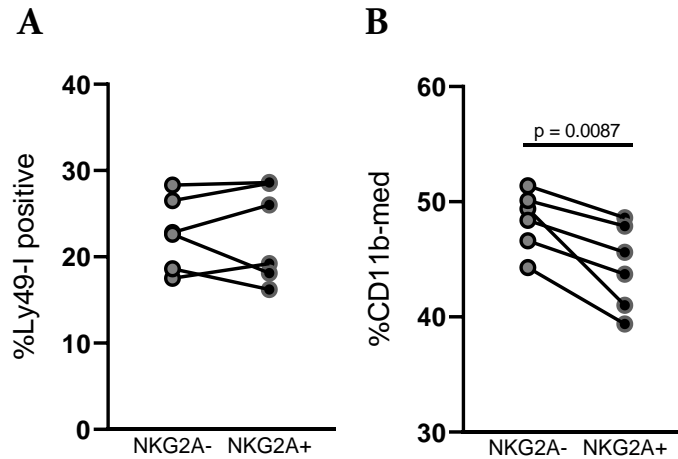 A
%Ly49-I positive
40
30
20
10
0
NKG2A- NKG2A+
B
%CD11b-med
60
50
40
30
p = 0.0087
NKG2A- NKG2A+